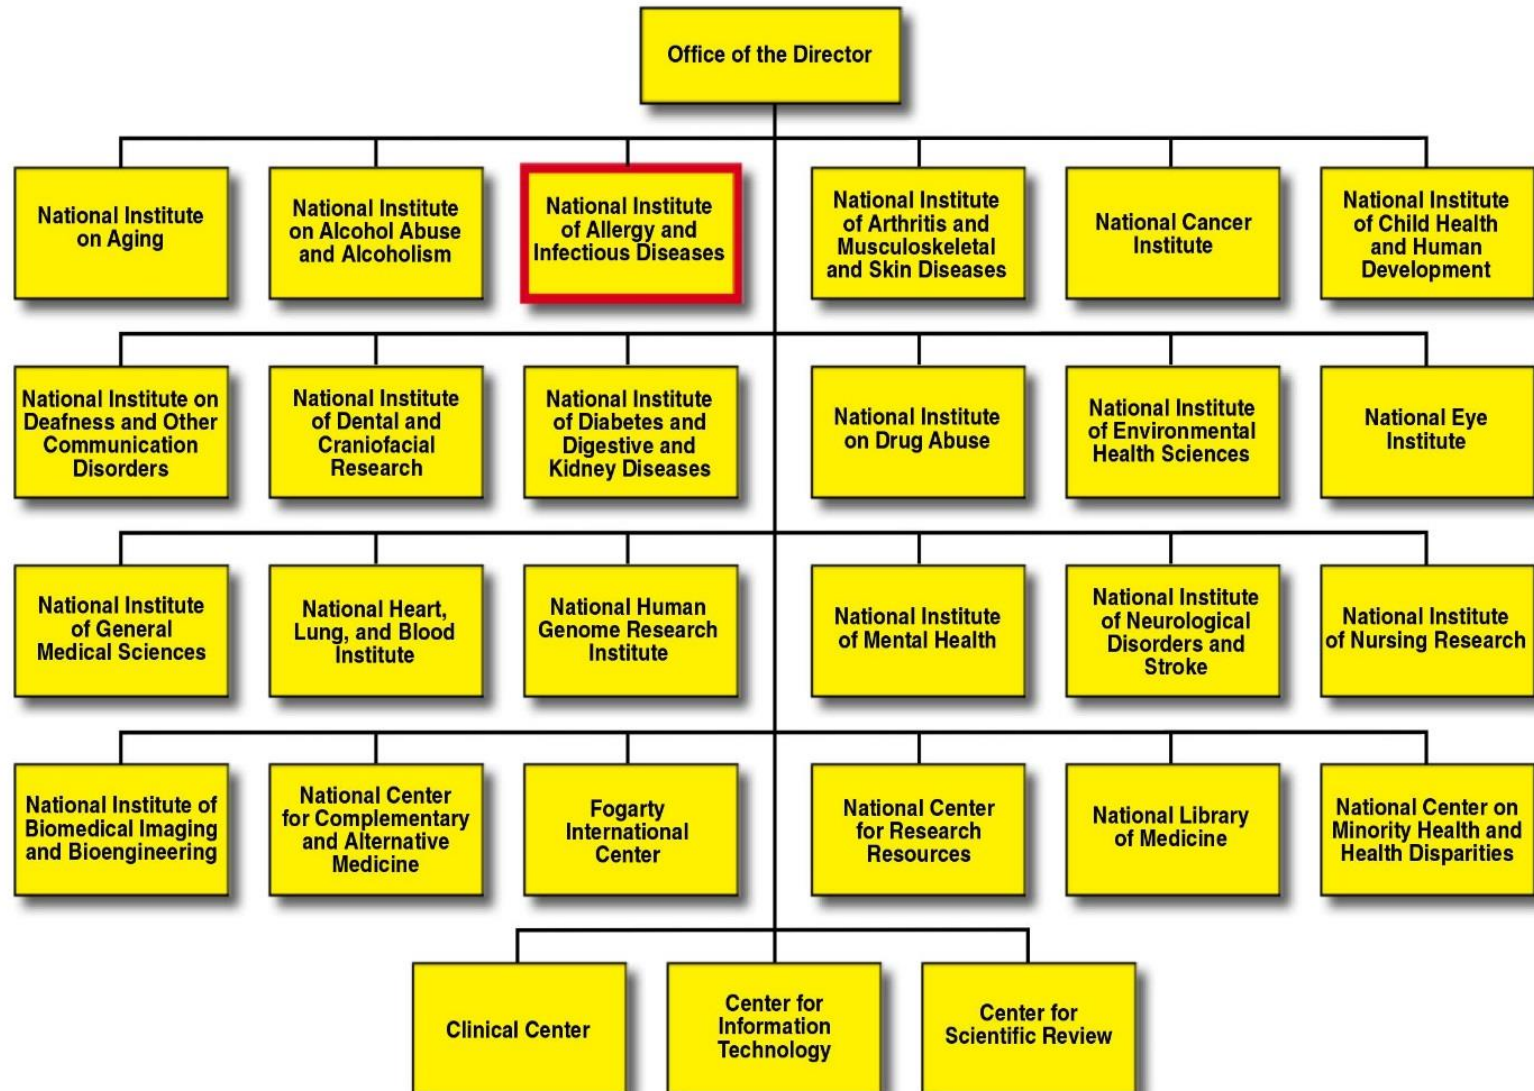 Office of the Director
National Institute
on Aging
National Institute
on Alcohol Abuse
and Alcoholism
National Institute
of Allergy and
Infectious Diseases
National Institute
of Arthritis and
Musculoskeletal
and Skin Diseases
National Cancer
Institute
National Institute
of Child Health
and Human
Development
National Institute on
Deafness and Other
Communication
Disorders
National Institute
of Dental and
Craniofacial
Research
National Institute
of Diabetes and
Digestive and
Kidney Diseases
National Institute
on Drug Abuse
National Institute
of Environmental
Health Sciences
National Eye
Institute
National Institute
of General
Medical Sciences
National Heart,
Lung, and Blood
Institute
National Human
Genome Research
Institute
National Institute
of Mental Health
National Institute
of Neurological
Disorders and
Stroke
National Institute
of Nursing Research
National Institute of
Biomedical Imaging
and Bioengineering
National Center
for Complementary
and Alternative
Medicine
Fogarty
International
Center
National Center
for Research
Resources
National Library
of Medicine
National Center on
Minority Health and
Health Disparities
Clinical Center
Center for
Information
Technology
Center for
Scientific Review